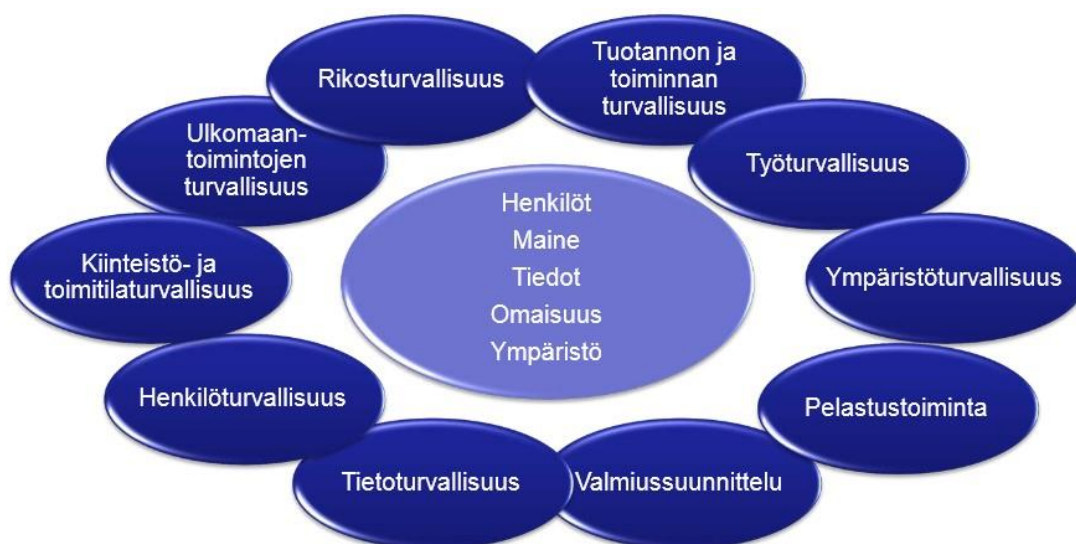 Rikosturvallisuus
Tuotannon ja
toiminnan
turvallisuus
Ulkomaan-
toimintojen
turvallisuus
Työturvallisuus
Henkilöt
Maine
Tiedot
Omaisuus
Ympäristö
Kiinteistö- ja
toimitilaturvallisuus
Ympäristöturvallisuus
Henkilöturvallisuus
Pelastustoiminta
Tietoturvallisuus
Valmiussuunnittelu